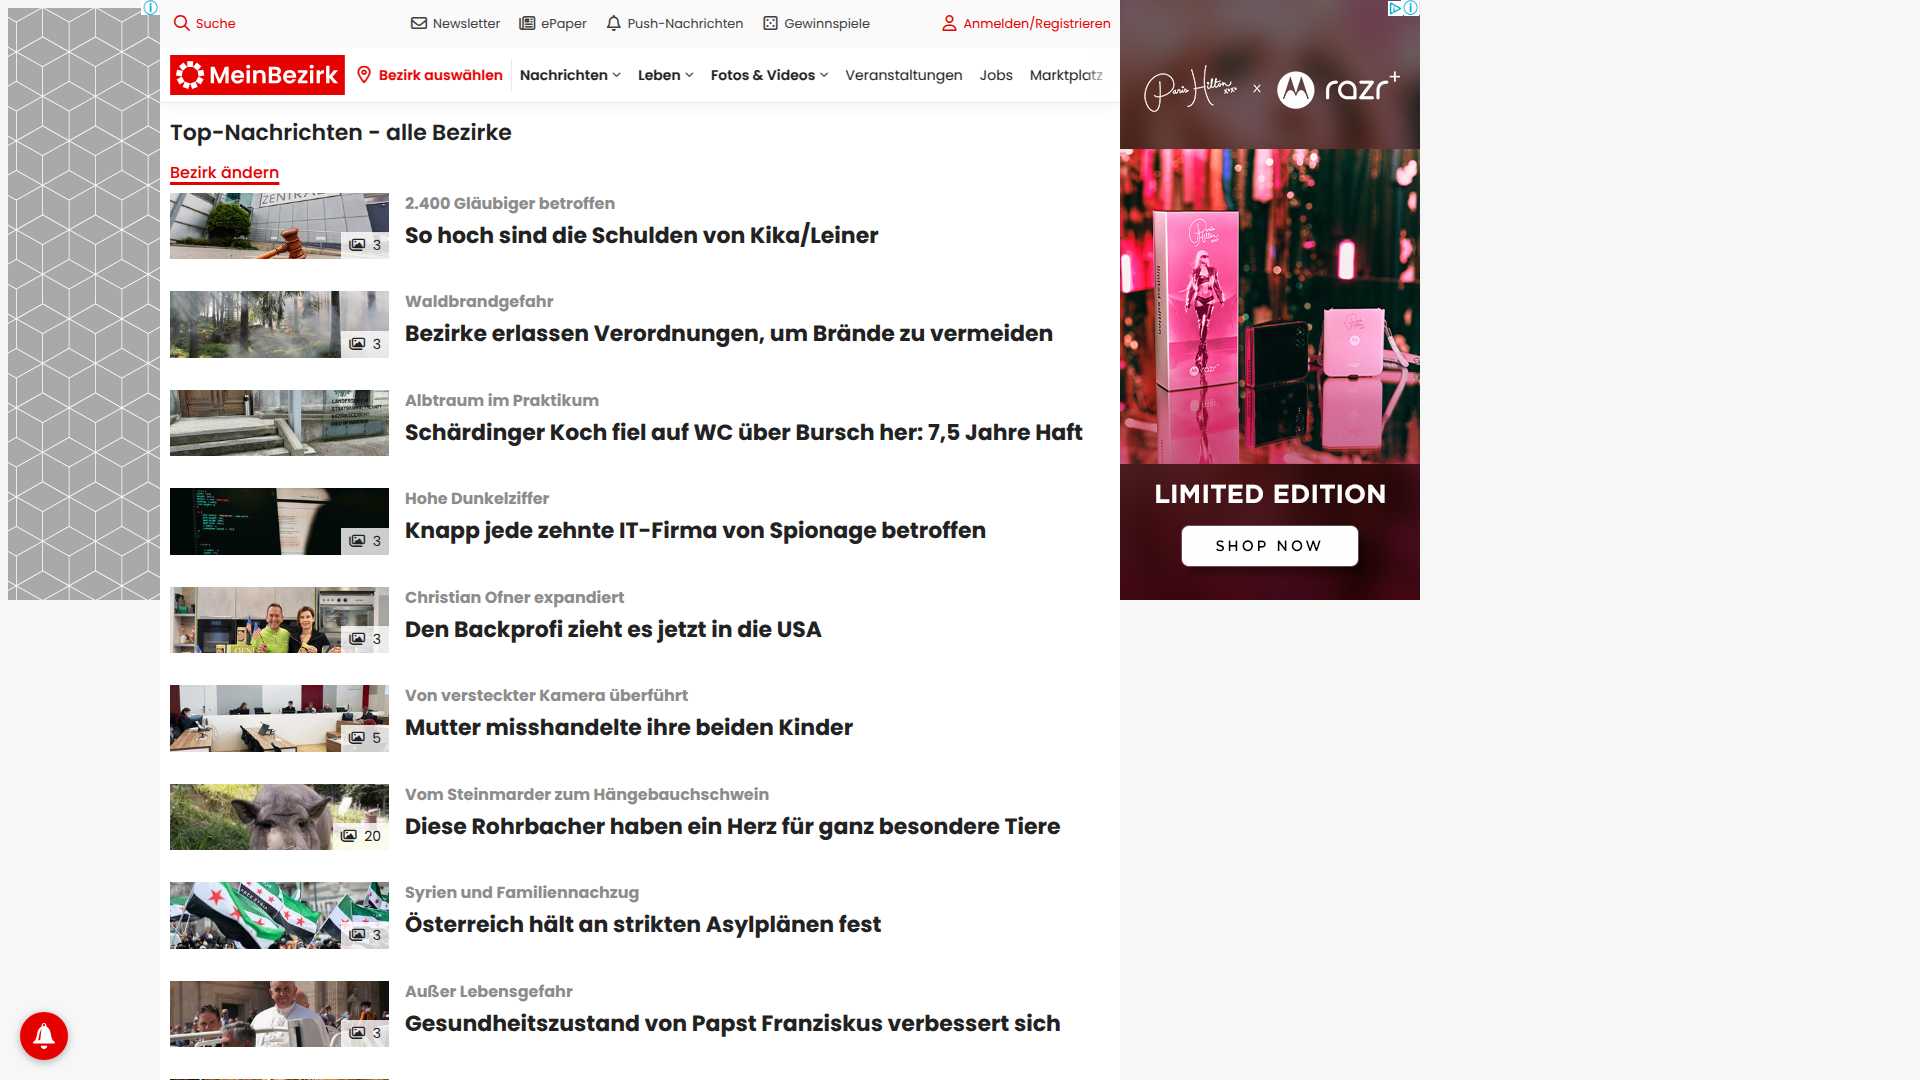 Suche
Newsletter
ePaper
Push-Nachrichten
Gewinnspiele
Anmelden/Registrieren
MeinBezirk
Bezirk auswählen
Nachrichten
Leben
Fotos & Videos
Veranstaltungen
Jobs
Marktplatz
Top-Nachrichten - alle Bezirke
Bezirk ändern
2.400 Gläubiger betroffen
So hoch sind die Schulden von Kika/Leiner
3
Waldbrandgefahr
Bezirke erlassen Verordnungen, um Brände zu vermeiden
3
Albtraum im Praktikum
Schärdinger Koch fiel auf WC über Bursch her: 7,5 Jahre Haft
Hohe Dunkelziffer
Knapp jede zehnte IT-Firma von Spionage betroffen
3
Christian Ofner expandiert
Den Backprofi zieht es jetzt in die USA
3
Von versteckter Kamera überführt
Mutter misshandelte ihre beiden Kinder
5
Vom Steinmarder zum Hängebauchschwein
Diese Rohrbacher haben ein Herz für ganz besondere Tiere
20
Syrien und Familiennachzug
Österreich hält an strikten Asylplänen fest
3
Außer Lebensgefahr
Gesundheitszustand von Papst Franziskus verbessert sich
3
Paris Hilton x razr+
LIMITED EDITION
SHOP NOW